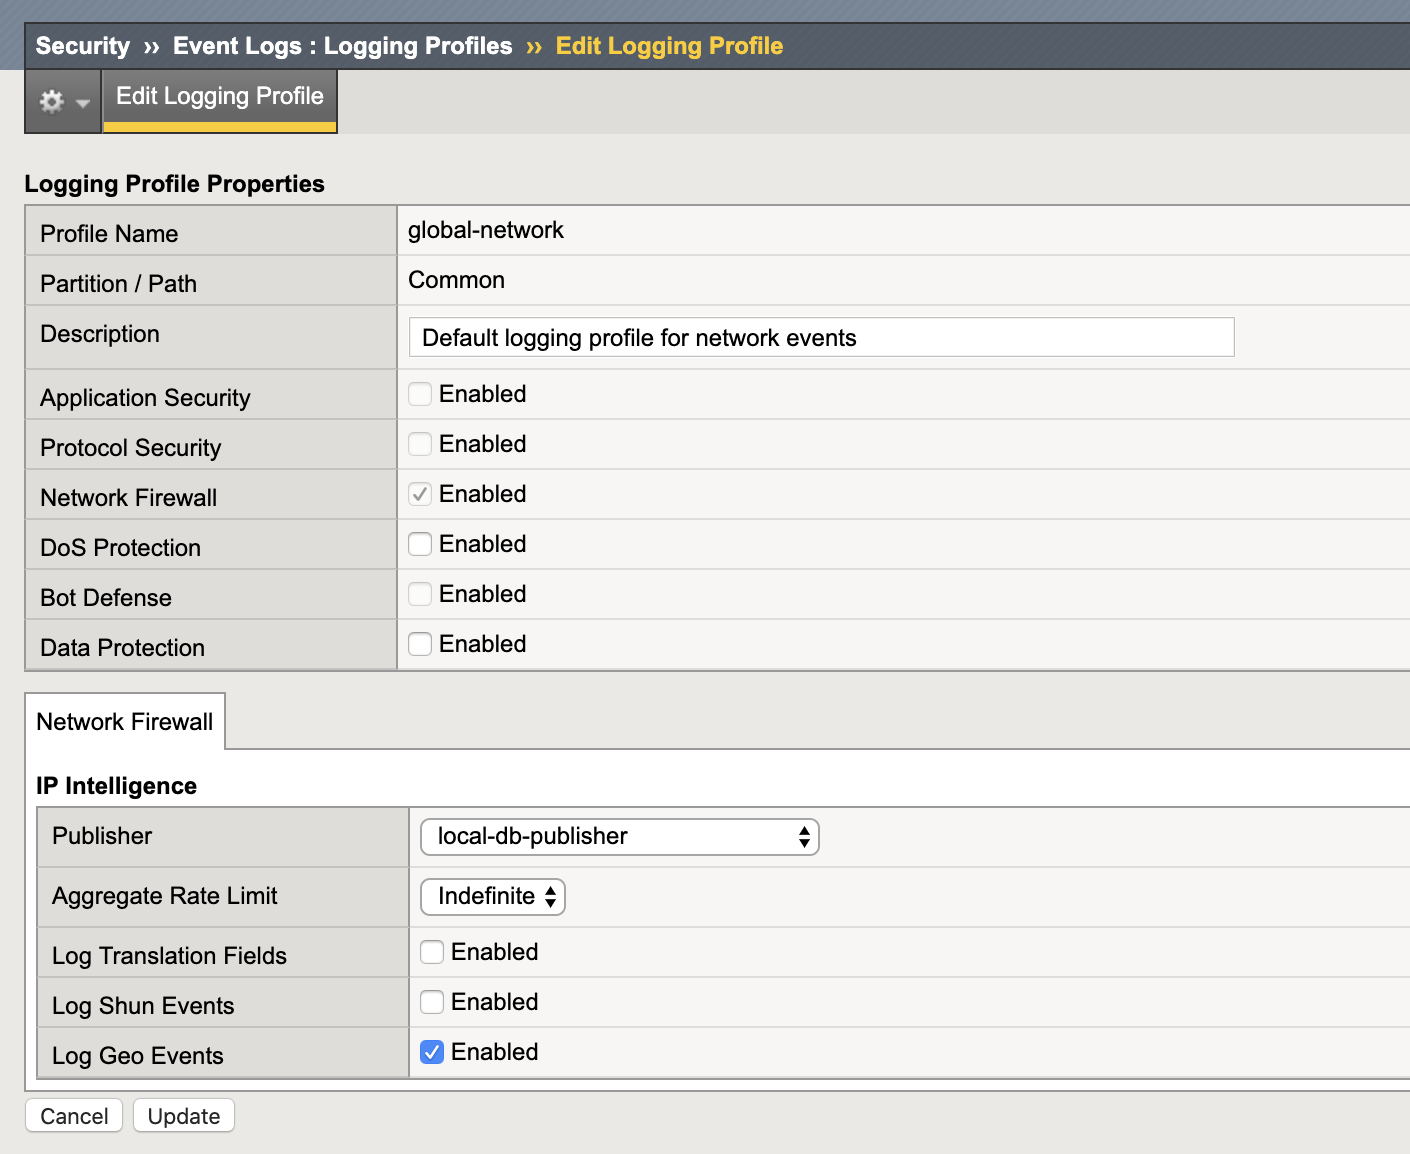 Security ›› Event Logs : Logging Profiles ›› Edit Logging Profile
Edit Logging Profile
Logging Profile Properties
Profile Name global-network
Partition / Path Common
Description Default logging profile for network events
Application Security Enabled
Protocol Security Enabled
Network Firewall Enabled
DoS Protection Enabled
Bot Defense Enabled
Data Protection Enabled
Network Firewall
IP Intelligence
Publisher local-db-publisher
Aggregate Rate Limit Indefinite
Log Translation Fields Enabled
Log Shun Events Enabled
Log Geo Events Enabled
Cancel Update